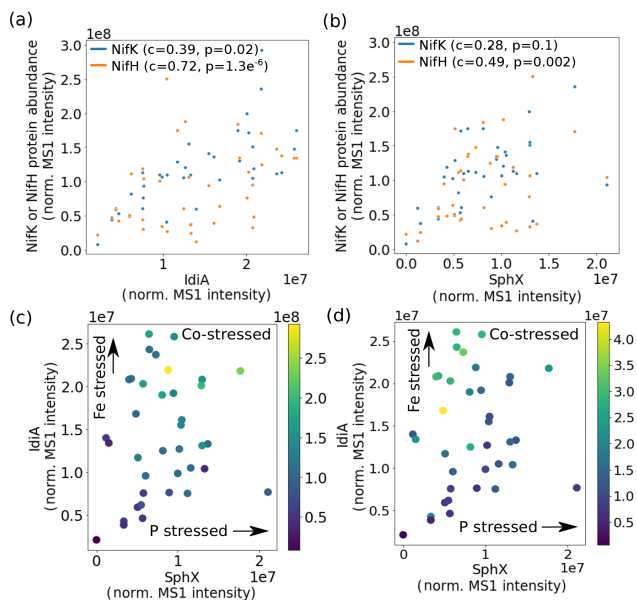 (a)
1e8
NifK (c=0.39, p=0.02)
NifH (c=0.72, p=1.3e⁻⁶)
NifK or NifH protein abundance
(norm. MS1 intensity)
3.0
2.5
2.0
1.5
1.0
0.5
0.0
1
2
1e7
IdiA
(norm. MS1 intensity)
(b)
1e8
NifK (c=0.28, p=0.1)
NifH (c=0.49, p=0.002)
NifK or NifH protein abundance
(norm. MS1 intensity)
3.0
2.5
2.0
1.5
1.0
0.5
0.0
0.0
0.5
1.0
1.5
2.0
1e7
SphX
(norm. MS1 intensity)
(c)
1e7
1e8
Fe stressed
Co-stressed
P stressed
IdiA
(norm. MS1 intensity)
2.5
2.0
1.5
1.0
0.5
0
1
2
1e7
SphX
(norm. MS1 intensity)
2.5
2.0
1.5
1.0
0.5
(d)
1e7
1e7
Fe stressed
Co-stressed
P stressed
IdiA
(norm. MS1 intensity)
2.5
2.0
1.5
1.0
0.5
0
1
2
1e7
SphX
(norm. MS1 intensity)
4.0
3.5
3.0
2.5
2.0
1.5
1.0